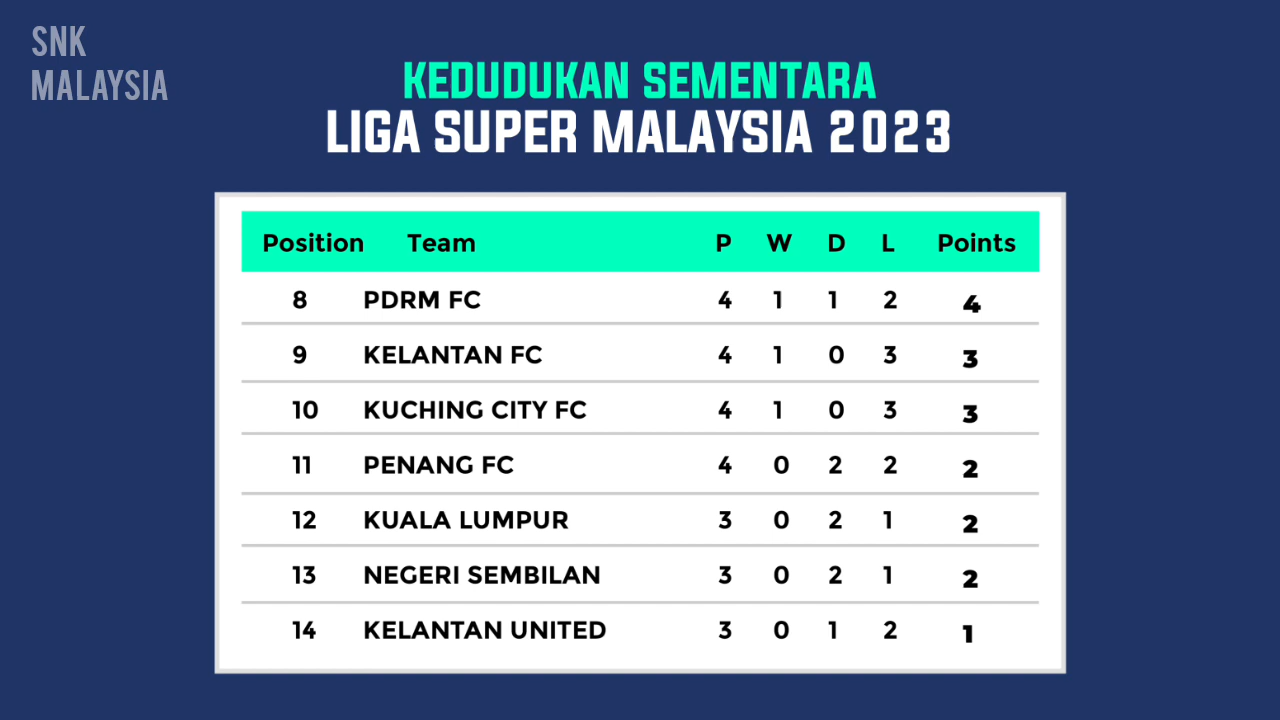 SNK
MALAYSIA
KEDUDUKAN SEMENTARA
LIGA SUPER MALAYSIA 2023
Position Team P W D L Points
8 PDRM FC 4 1 1 2 4
9 KELANTAN FC 4 1 0 3 3
10 KUCHING CITY FC 4 1 0 3 3
11 PENANG FC 4 0 2 2 2
12 KUALA LUMPUR 3 0 2 1 2
13 NEGERI SEMBILAN 3 0 2 1 2
14 KELANTAN UNITED 3 0 1 2 1